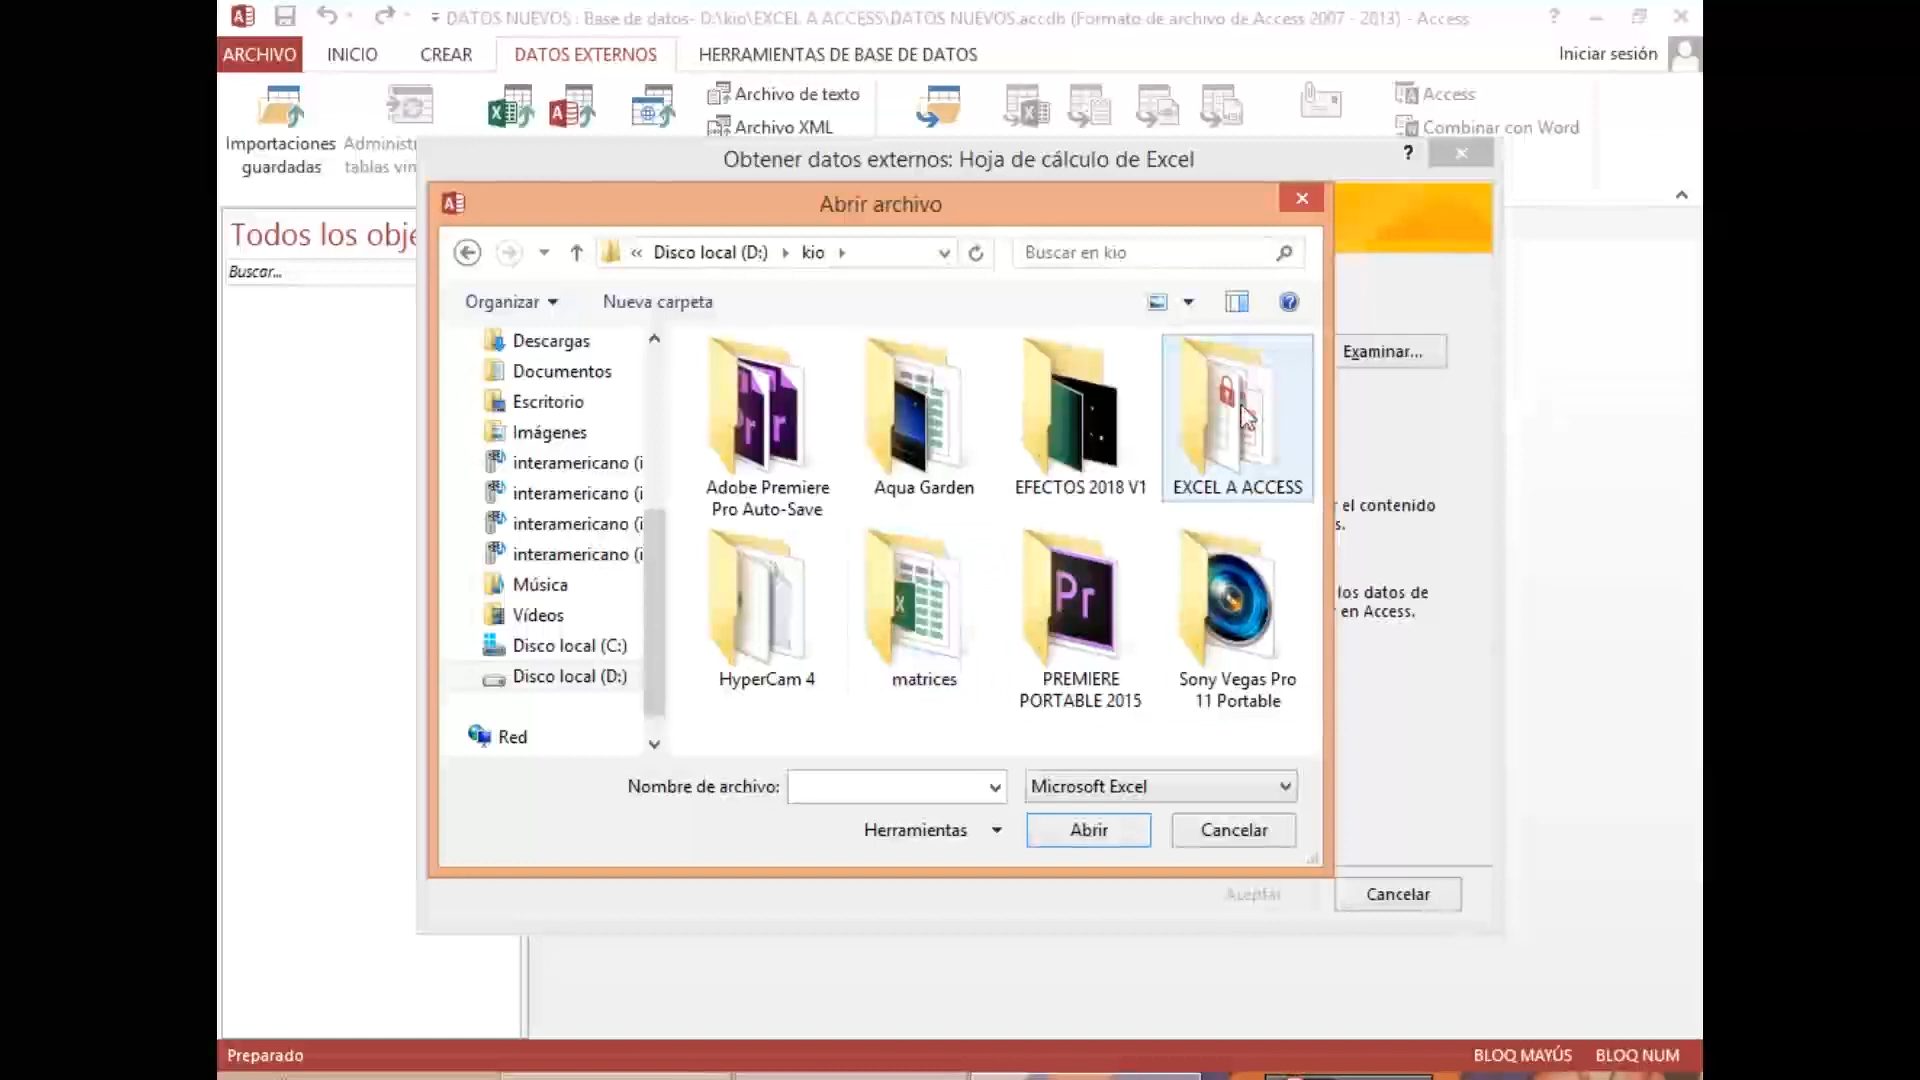 DATOS NUEVOS : Base de datos- D:\kio\EXCEL A ACCESS\DATOS NUEVOS.accdb (Formato de archivo de Access 2007 - 2013) - Access
ARCHIVO INICIO CREAR DATOS EXTERNOS HERRAMIENTAS DE BASE DE DATOS Iniciar sesión
Archivo de texto Access
Archivo XML Combinar con Word
Importaciones guardadas
tablas
Obtener datos externos: Hoja de cálculo de Excel
Abrir archivo
Todos los obje
Buscar...
« Disco local (D:) kio Buscar en kio
Organizar Nueva carpeta
Examinar...
Descargas
Documentos
Escritorio
Imágenes
interamericano (i
interamericano (i
interamericano (i
interamericano (i
Música
Vídeos
Disco local (C:)
Disco local (D:)
Red
Adobe Premiere
Pro Auto-Save
Aqua Garden
EFECTOS 2018 V1
EXCEL A ACCESS
HyperCam 4
matrices
PREMIERE
PORTABLE 2015
Sony Vegas Pro
11 Portable
el contenido
s.
los datos de
en Access.
Nombre de archivo: Microsoft Excel
Herramientas Abrir Cancelar
Aceptar Cancelar
Preparado BLOQ MAYÚS BLOQ NUM